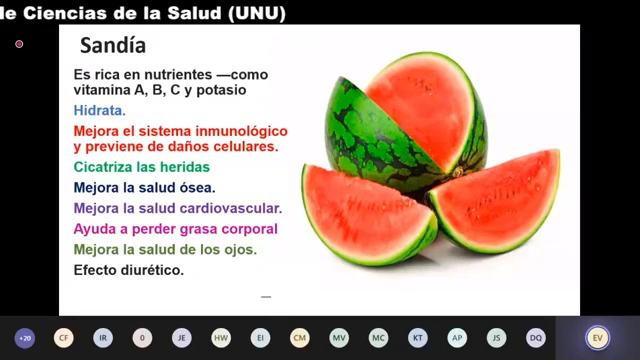 de Ciencias de la Salud (UNU)
Sandía
Es rica en nutrientes —como
vitamina A, B, C y potasio
Hidrata.
Mejora el sistema inmunológico
y previene de daños celulares.
Cicatriza las heridas
Mejora la salud ósea.
Mejora la salud cardiovascular.
Ayuda a perder grasa corporal
Mejora la salud de los ojos.
Efecto diurético.
+20 CF IR 0 JE HW EI CM MV MC KT AP JS DQ EV